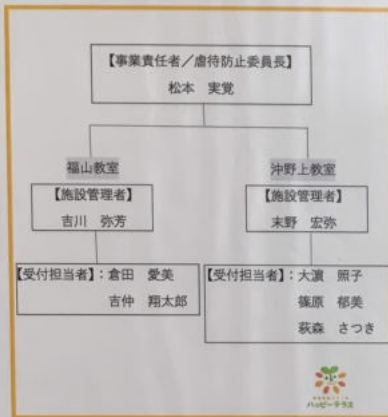 【事業責任者／虐待防止委員長】
松本　実覚
福山教室
【施設管理者】
吉川　弥芳
【受付担当者】：倉田　愛美
吉仲　翔太郎
沖野上教室
【施設管理者】
末野　宏弥
【受付担当者】：大濵　照子
篠原　郁美
萩森　さつき
ハッピーテラス